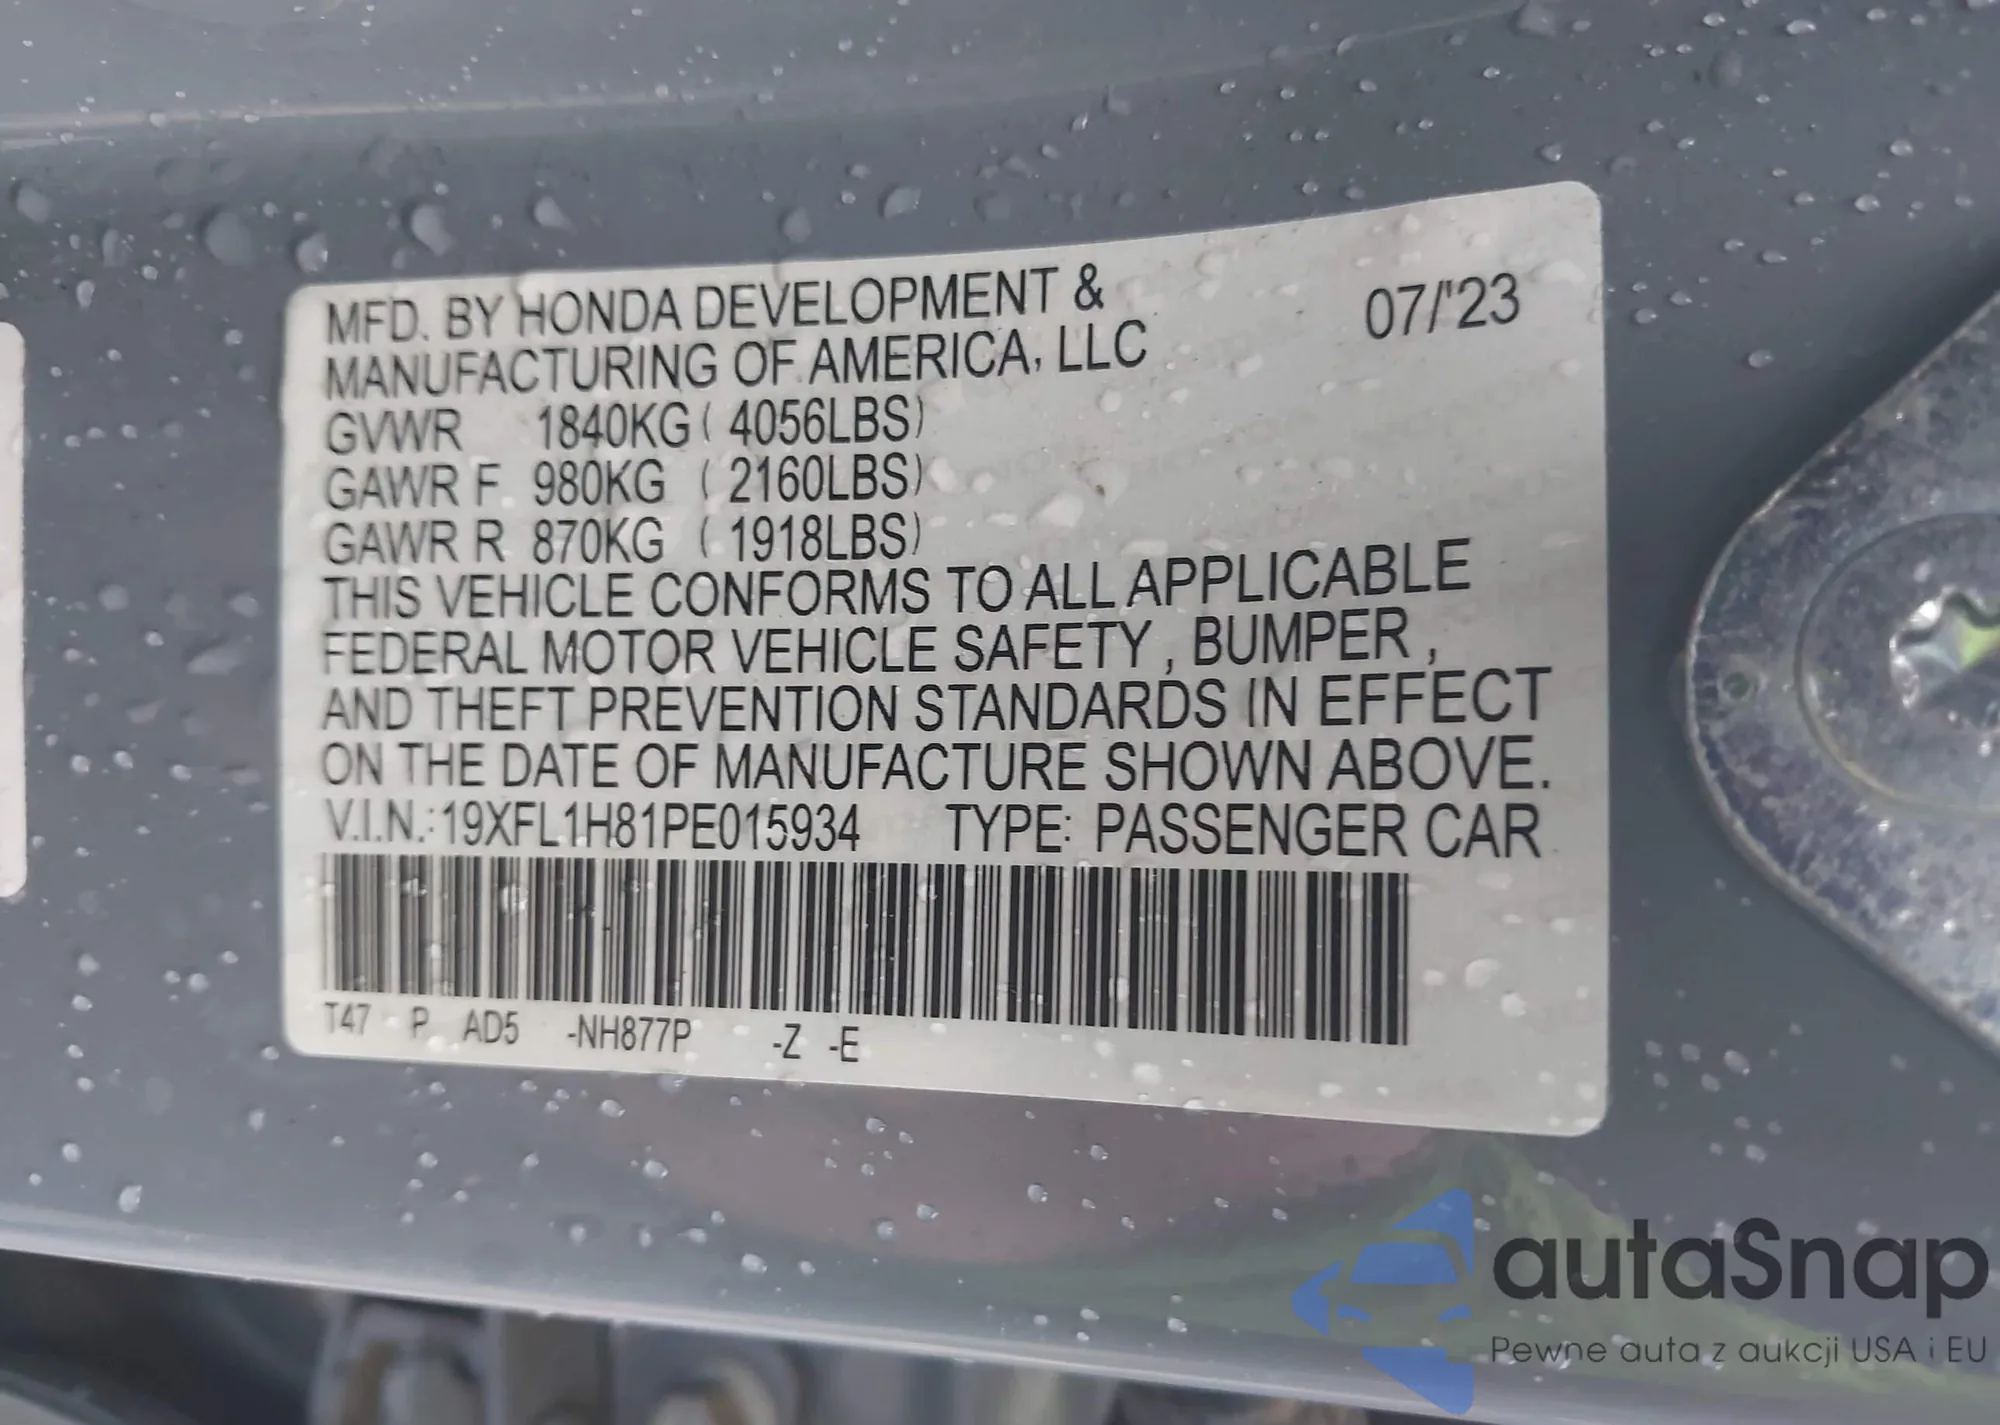 MFD. BY HONDA DEVELOPMENT &
MANUFACTURING OF AMERICA, LLC
07/'23
GVWR 1840KG ( 4056LBS)
GAWR F 980KG ( 2160LBS)
GAWR R 870KG ( 1918LBS)
THIS VEHICLE CONFORMS TO ALL APPLICABLE
FEDERAL MOTOR VEHICLE SAFETY , BUMPER ,
AND THEFT PREVENTION STANDARDS IN EFFECT
ON THE DATE OF MANUFACTURE SHOWN ABOVE.
V.I.N.:19XFL1H81PE015934 TYPE: PASSENGER CAR
T47 P AD5 -NH877P -Z -E
autaSnap
Pewne auta z aukcji USA i EU